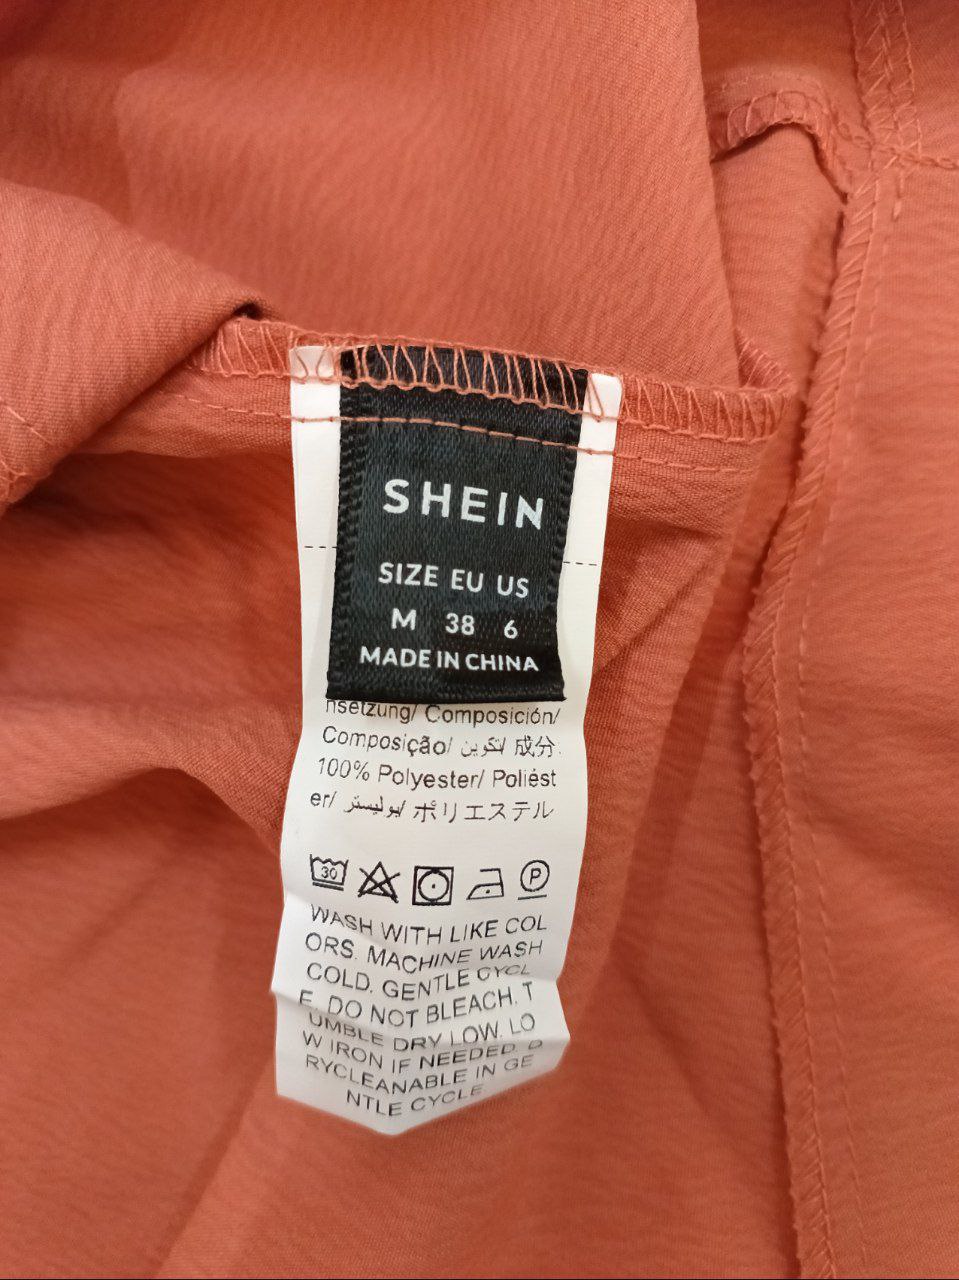 SHEIN
SIZE EU US
M 38 6
MADE IN CHINA
nsetzung/ Composición/
Composição/ تكوين/ 成分
100% Polyester/ Poliést
er/ بوليستر/ ポリエステル
30 P
WASH WITH LIKE COL
ORS. MACHINE WASH
COLD. GENTLE CYCL
E. DO NOT BLEACH. T
UMBLE DRY LOW. LO
W IRON IF NEEDED. D
RYCLEANABLE IN GE
NTLE CYCLE